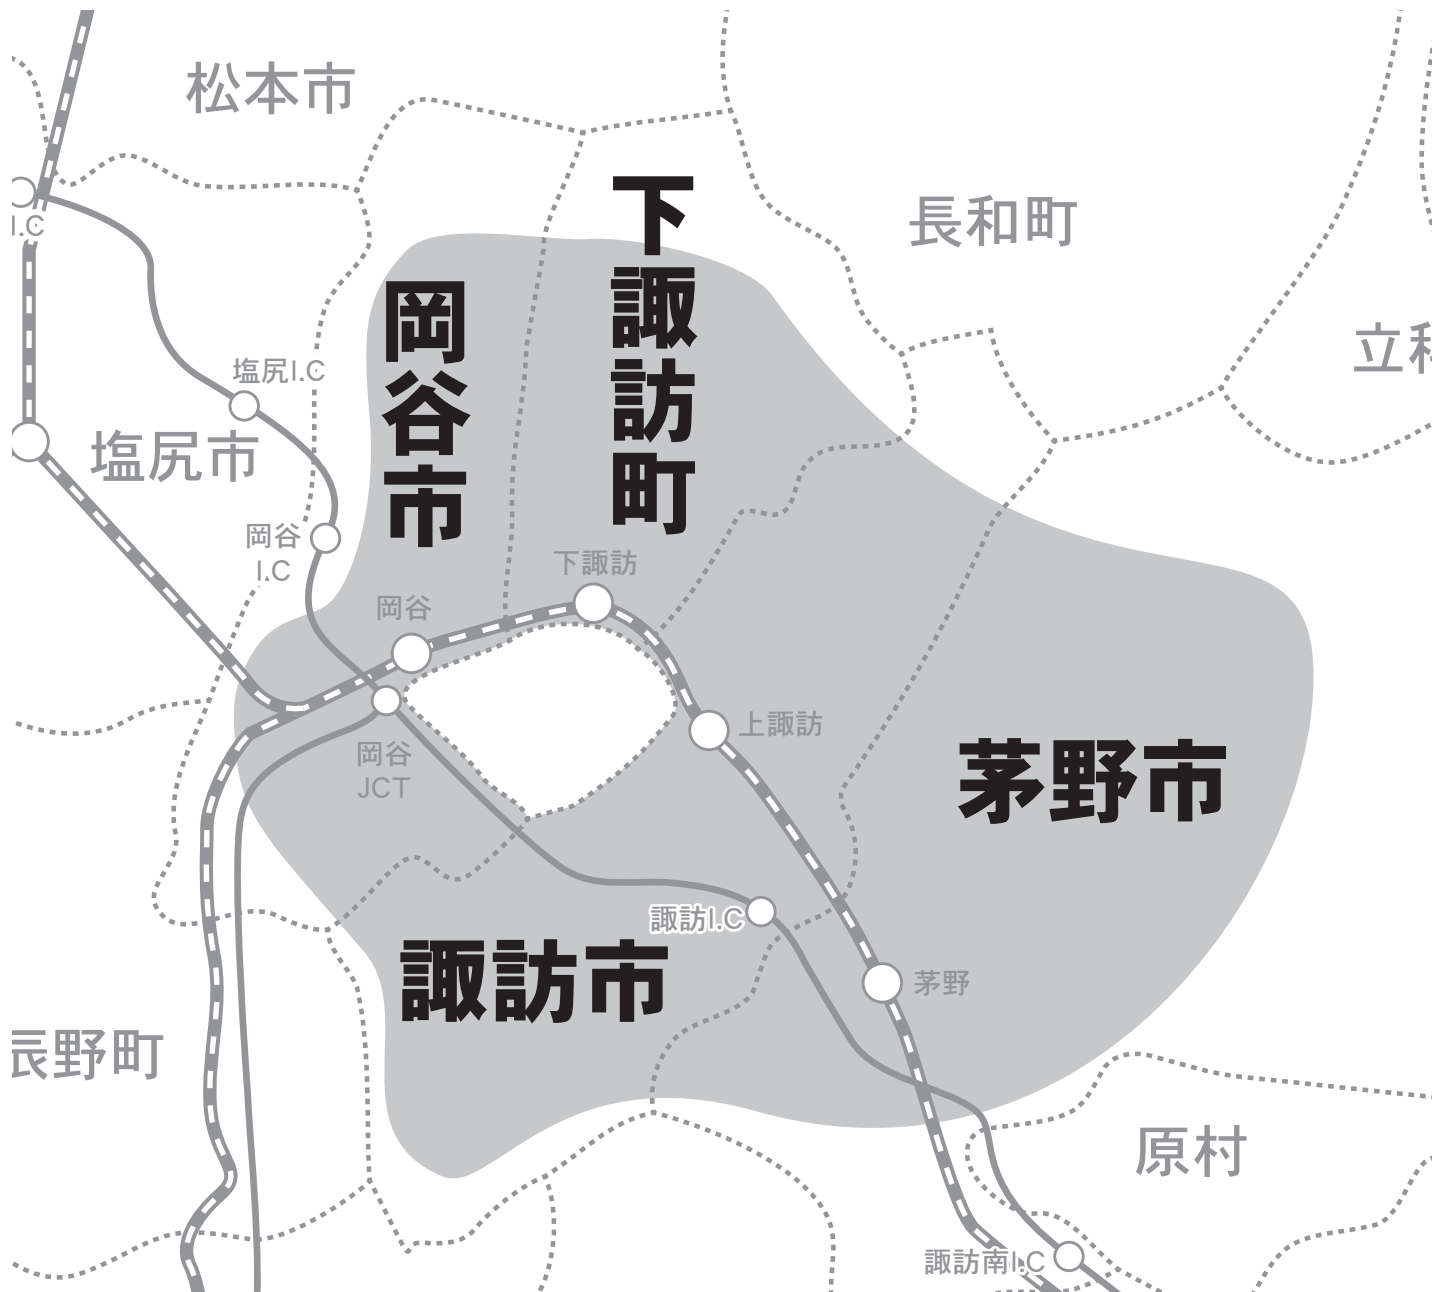 松本市
下諏訪町
長和町
I.C
岡谷市
立科
塩尻I.C
塩尻市
岡谷
I.C
下諏訪
岡谷
上諏訪
岡谷
JCT
茅野市
諏訪I.C
諏訪市
茅野
辰野町
原村
諏訪南I.C